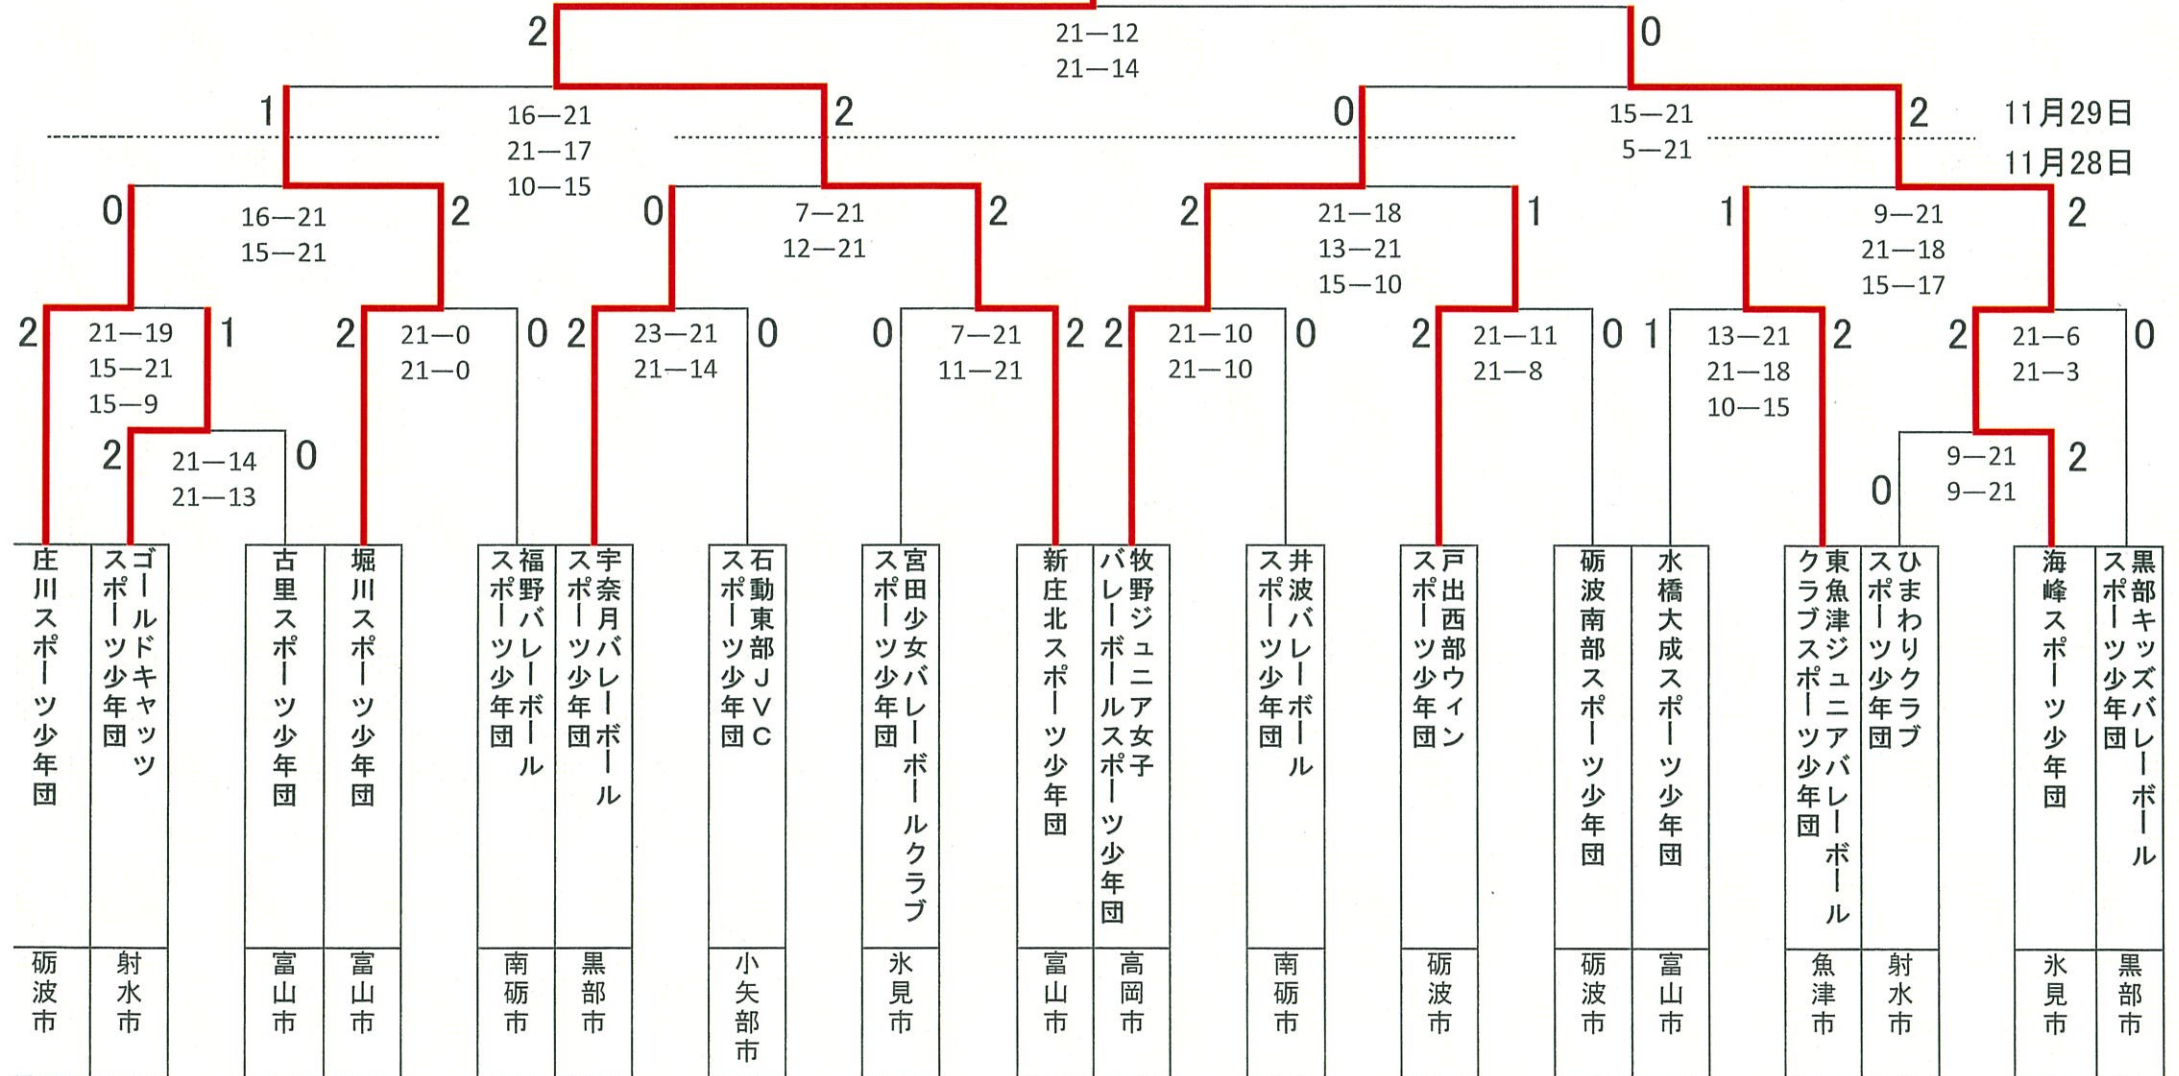 2
21—12
21—14
0
1
16—21
21—17
10—15
2
0
15—21
5—21
2
11月29日
11月28日
0
16—21
15—21
2
0
7—21
12—21
2
2
21—18
13—21
15—10
1
1
9—21
21—18
15—17
2
2
21—19
15—21
15—9
1
2
21—0
21—0
0
2
23—21
21—14
0
0
7—21
11—21
2
2
21—10
21—10
0
2
21—11
21—8
0
1
13—21
21—18
10—15
2
2
21—6
21—3
0
2
21—14
21—13
0
0
9—21
9—21
2
庄川スポーツ少年団
ゴールドキャッツ
スポーツ少年団
古里スポーツ少年団
堀川スポーツ少年団
福野バレーボール
スポーツ少年団
宇奈月バレーボール
スポーツ少年団
石動東部JVC
スポーツ少年団
宮田少女バレーボールクラブ
スポーツ少年団
新庄北スポーツ少年団
牧野ジュニア女子
バレーボールスポーツ少年団
井波バレーボール
スポーツ少年団
戸出西部ウィン
スポーツ少年団
砺波南部スポーツ少年団
水橋大成スポーツ少年団
東魚津ジュニアバレーボール
クラブスポーツ少年団
ひまわりクラブ
スポーツ少年団
海峰スポーツ少年団
黒部キッズバレーボール
スポーツ少年団
砺波市
射水市
富山市
富山市
南砺市
黒部市
小矢部市
氷見市
富山市
高岡市
南砺市
砺波市
砺波市
富山市
魚津市
射水市
氷見市
黒部市